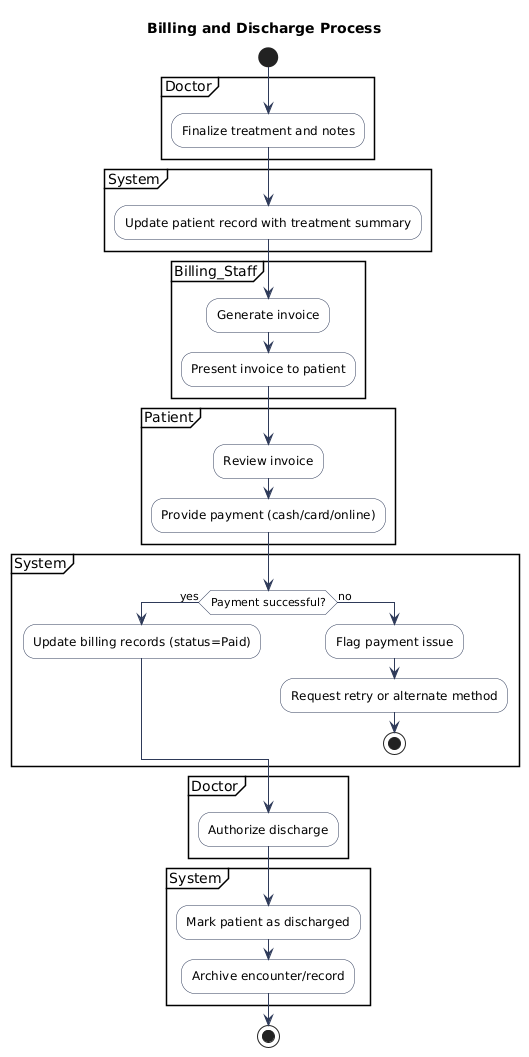 Billing and Discharge Process
Doctor
Finalize treatment and notes
System
Update patient record with treatment summary
Billing_Staff
Generate invoice
Present invoice to patient
Patient
Review invoice
Provide payment (cash/card/online)
System
yes
Payment successful?
no
Update billing records (status=Paid)
Flag payment issue
Request retry or alternate method
Doctor
Authorize discharge
System
Mark patient as discharged
Archive encounter/record